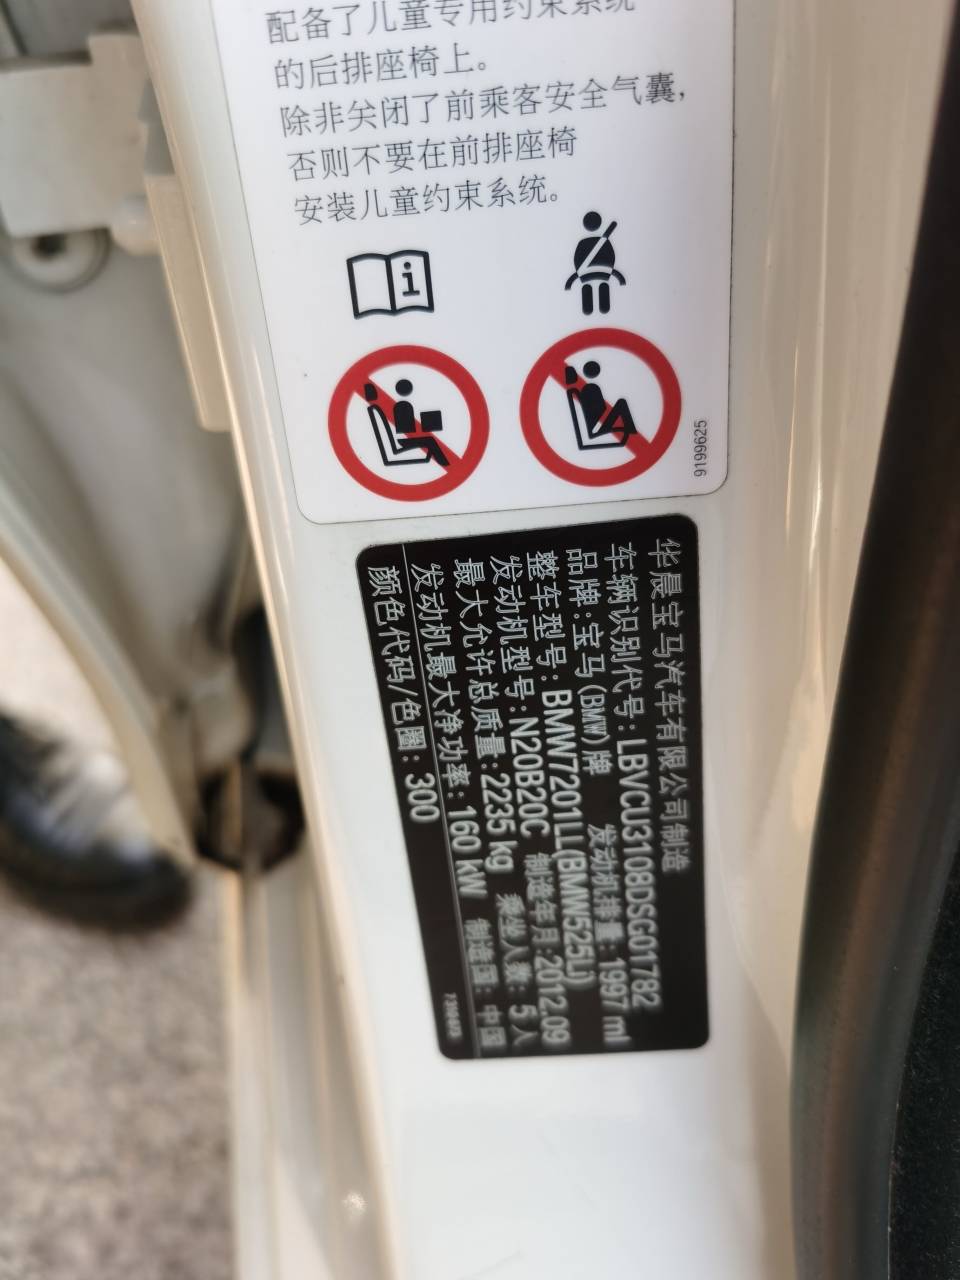 配备了儿童专用约束系统
的后排座椅上。
除非关闭了前乘客安全气囊，
否则不要在前排座椅
安装儿童约束系统。
9199625
华晨宝马汽车有限公司制造
车辆识别代号：LBVCU3108DSG01782
品牌：宝马(BMW)牌 发动机排量：1997 ml
整车型号：BMW7201LL(BMW525Li)
发动机型号：N20B20C 制造年月：2012.09
最大允许总质量：2235 kg 乘坐人数：5人
发动机最大净功率：160 kW 制造国：中国
颜色代码/色圈：300